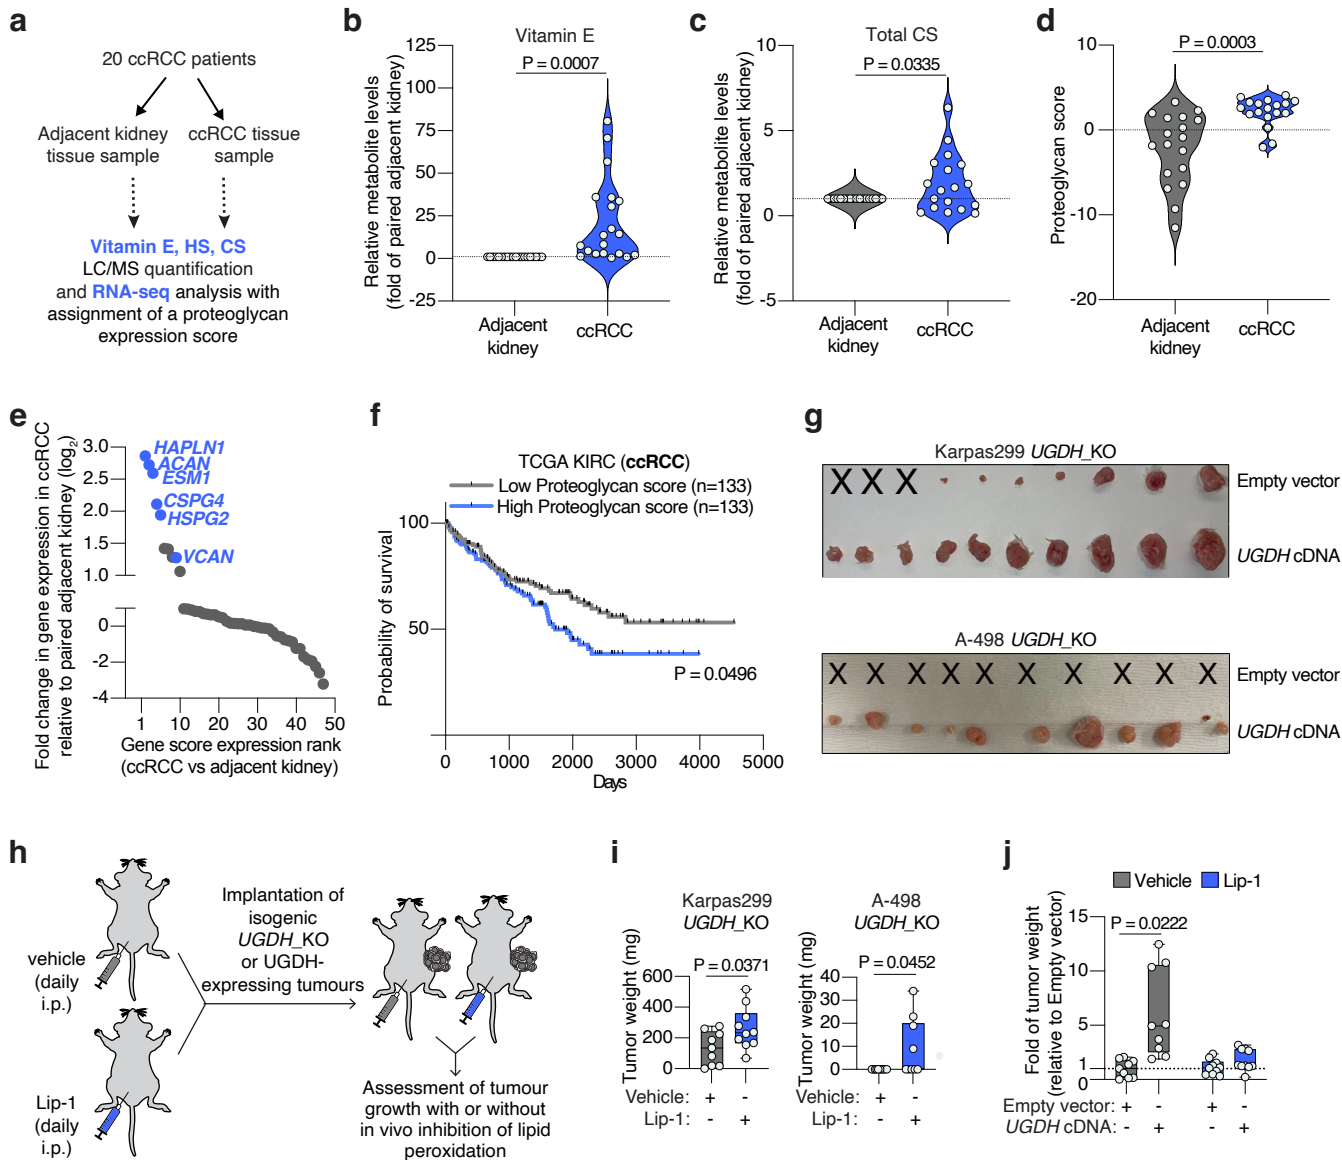 a
20 ccRCC patients
Adjacent kidney
tissue sample
ccRCC tissue
sample
Vitamin E, HS, CS
LC/MS quantification
and RNA-seq analysis with
assignment of a proteoglycan
expression score
b
Vitamin E
P = 0.0007
Relative metabolite levels
(fold of paired adjacent kidney)
125
100
75
50
25
0
-25
Adjacent
kidney
ccRCC
c
Total CS
P = 0.0335
Relative metabolite levels
(fold of paired adjacent kidney)
10
5
0
-5
Adjacent
kidney
ccRCC
d
P = 0.0003
Proteoglycan score
10
0
-10
-20
Adjacent
kidney
ccRCC
e
Fold change in gene expression in ccRCC
relative to paired adjacent kidney (log2)
3.0
2.5
2.0
1.5
1.0
0
-2
-4
HAPLN1
ACAN
ESM1
CSPG4
HSPG2
VCAN
1 10 20 30 40 50
Gene score expression rank
(ccRCC vs adjacent kidney)
f
TCGA KIRC (ccRCC)
Low Proteoglycan score (n=133)
High Proteoglycan score (n=133)
Probability of survival
100
50
P = 0.0496
0 1000 2000 3000 4000 5000
Days
g
Karpas299 UGDH_KO
X X X
Empty vector
UGDH cDNA
A-498 UGDH_KO
X X X X X X X X X X
Empty vector
UGDH cDNA
h
vehicle
(daily
i.p.)
Lip-1
(daily
i.p.)
Implantation of
isogenic
UGDH_KO
or UGDH-
expressing tumours
Assessment of tumour
growth with or without
in vivo inhibition of lipid
peroxidation
i
Karpas299
UGDH_KO
P = 0.0371
Tumor weight (mg)
600
400
200
0
Vehicle: + -
Lip-1: - +
A-498
UGDH_KO
P = 0.0452
Tumor weight (mg)
40
30
20
10
0
Vehicle: + -
Lip-1: - +
j
Vehicle Lip-1
P = 0.0222
Fold of tumor weight
(relative to Empty vector)
15
10
5
1
0
Empty vector: + - + -
UGDH cDNA: - + - +